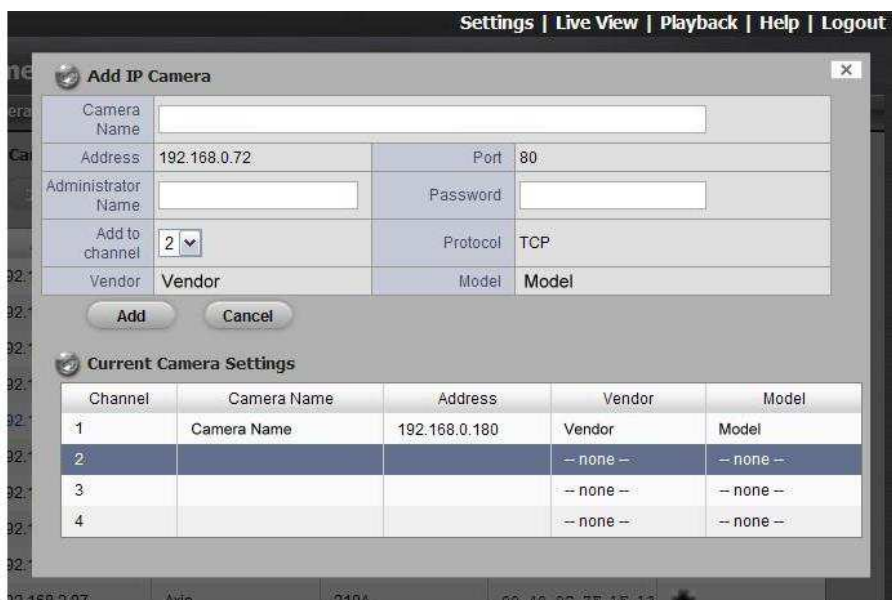 Settings | Live View | Playback | Help | Logout
Add IP Camera
Camera Name
Address 192.168.0.72 Port 80
Administrator Name Password
Add to channel 2 Protocol TCP
Vendor Vendor Model Model
Add Cancel
Current Camera Settings
Channel Camera Name Address Vendor Model
1 Camera Name 192.168.0.180 Vendor Model
2 -- none -- -- none --
3 -- none -- -- none --
4 -- none -- -- none --